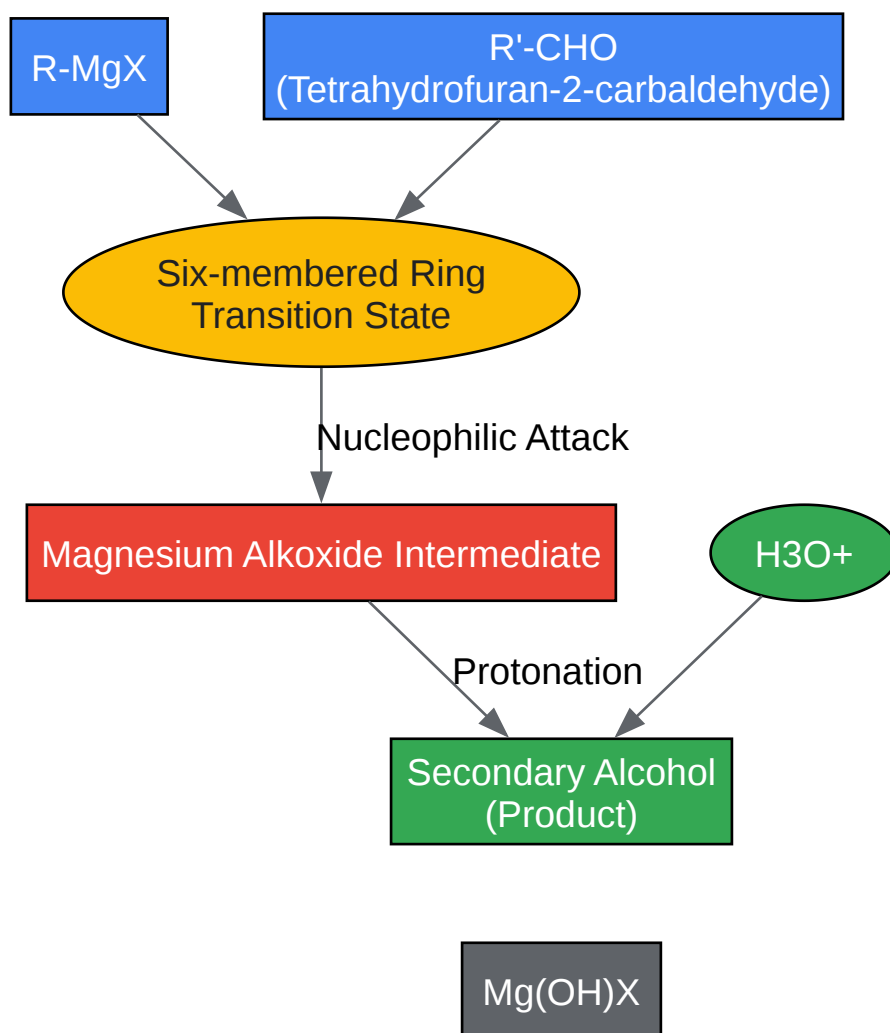 R-MgX
R'-CHO
(Tetrahydrofuran-2-carbaldehyde)
Six-membered Ring
Transition State
Nucleophilic Attack
Magnesium Alkoxide Intermediate
H3O+
Protonation
Secondary Alcohol
(Product)
Mg(OH)X